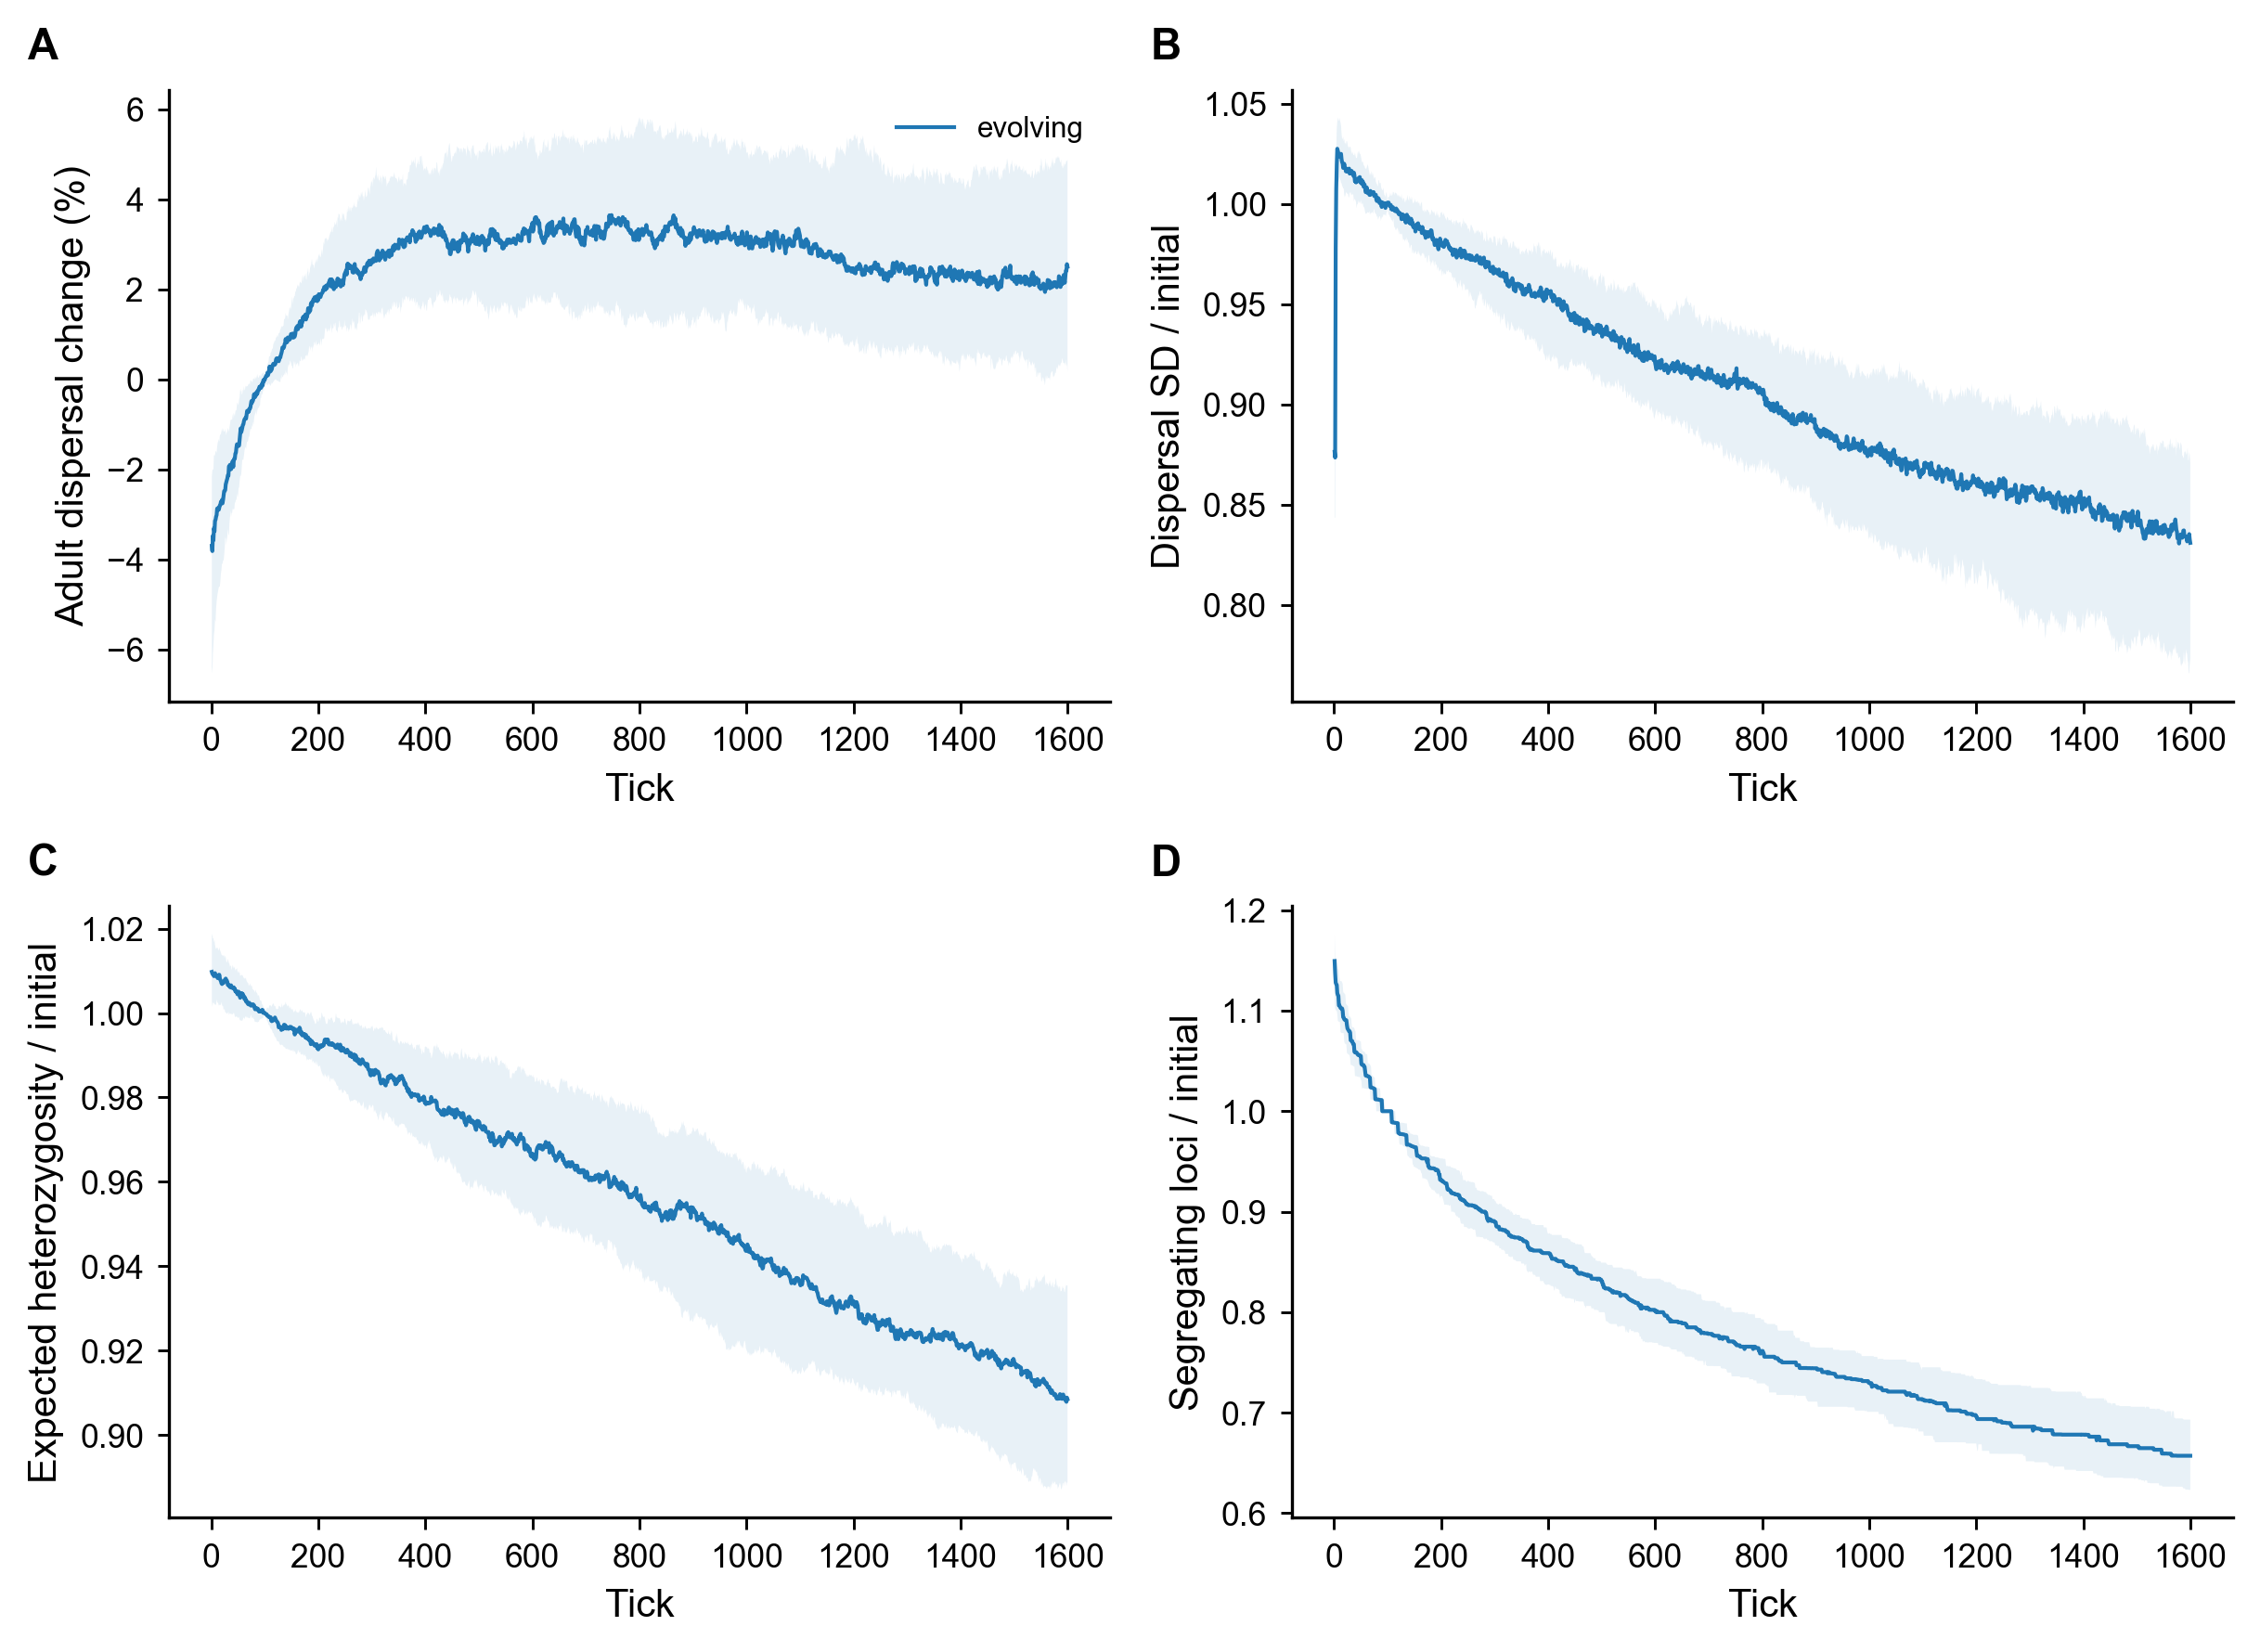 A
Adult dispersal change (%)
6
4
2
0
−2
−4
−6
evolving
0 200 400 600 800 1000 1200 1400 1600
Tick
B
Dispersal SD / initial
1.05
1.00
0.95
0.90
0.85
0.80
0 200 400 600 800 1000 1200 1400 1600
Tick
C
Expected heterozygosity / initial
1.02
1.00
0.98
0.96
0.94
0.92
0.90
0 200 400 600 800 1000 1200 1400 1600
Tick
D
Segregating loci / initial
1.2
1.1
1.0
0.9
0.8
0.7
0.6
0 200 400 600 800 1000 1200 1400 1600
Tick